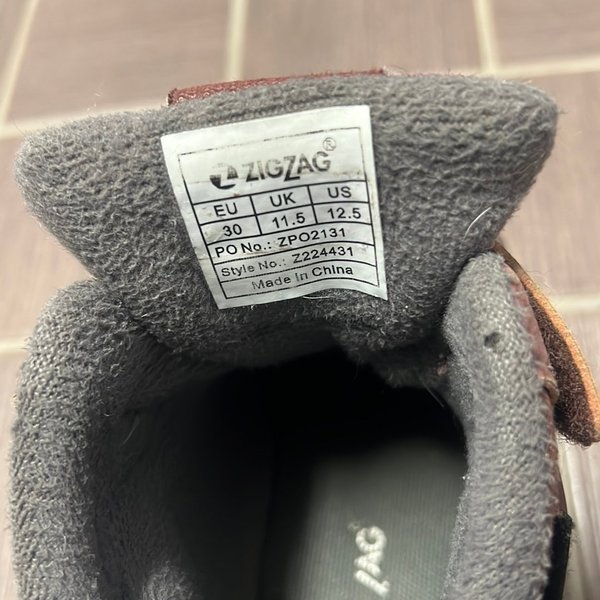 ZIGZAG®
EU UK US
30 11.5 12.5
PO No.: ZPO2131
Style No.: Z224431
Made In China
ZAG®